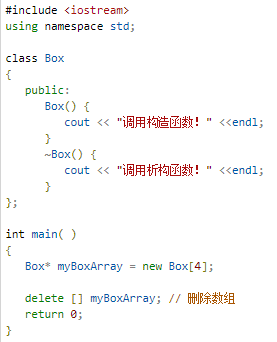 #include <iostream>
using namespace std;

class Box
{
   public:
      Box() {
         cout << "调用构造函数！" <<endl;
      }
      ~Box() {
         cout << "调用析构函数！" <<endl;
      }
};

int main( )
{
   Box* myBoxArray = new Box[4];

   delete [] myBoxArray; // 删除数组
   return 0;
}